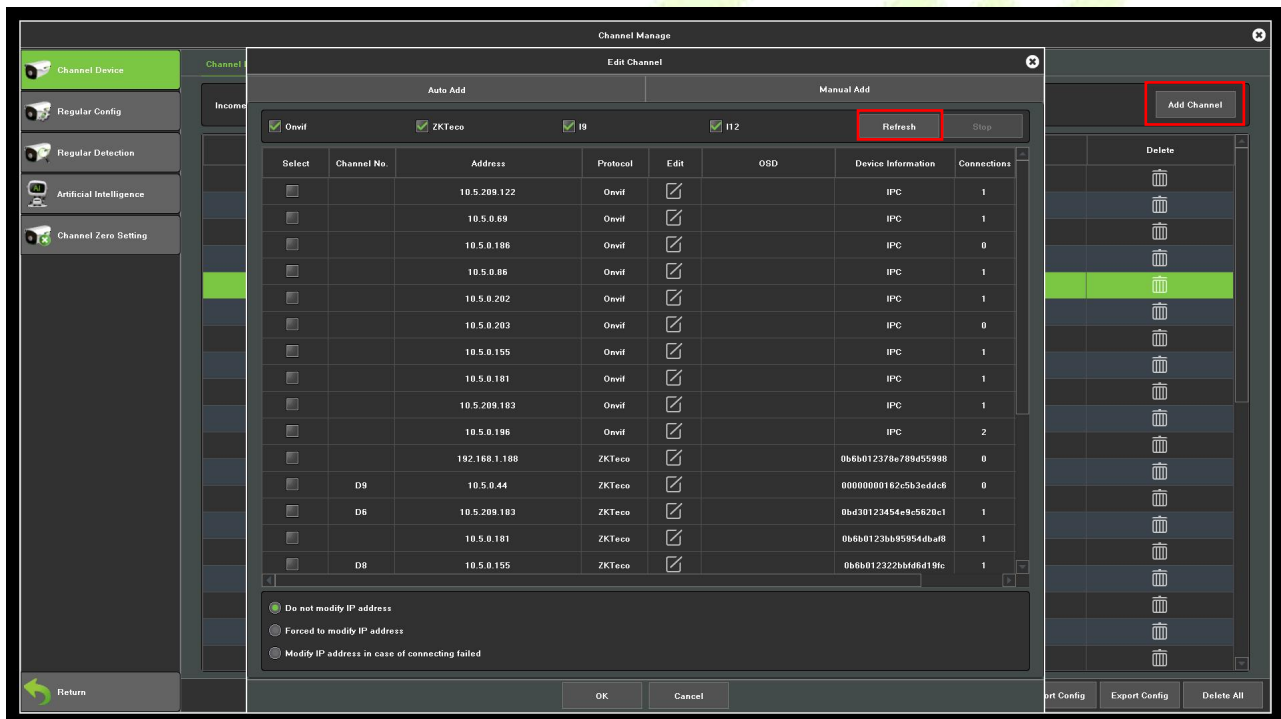 Channel Manage
Channel Device
Regular Config
Regular Detection
Artificial Intelligence
Channel Zero Setting
Return
Channel
Income
Add Channel
Delete
Edit Channel
Auto Add Manual Add
Onvif ZKTeco I9 I12 Refresh Stop
Select Channel No. Address Protocol Edit OSD Device Information Connections
10.5.209.122 Onvif IPC 1
10.5.0.69 Onvif IPC 1
10.5.0.186 Onvif IPC 0
10.5.0.86 Onvif IPC 1
10.5.0.202 Onvif IPC 1
10.5.0.203 Onvif IPC 0
10.5.0.155 Onvif IPC 1
10.5.0.181 Onvif IPC 1
10.5.209.183 Onvif IPC 1
10.5.0.196 Onvif IPC 2
192.168.1.188 ZKTeco 0b6b012378e789d55998 0
D9 10.5.0.44 ZKTeco 00000000162c5b3eddc6 0
D6 10.5.209.183 ZKTeco 0bd30123454e9c5620c1 1
10.5.0.181 ZKTeco 0b6b0123bb95954dbaf8 1
D8 10.5.0.155 ZKTeco 0b6b012322bbfd6d19fc 1
Do not modify IP address
Forced to modify IP address
Modify IP address in case of connecting failed
OK Cancel
ort Config Export Config Delete All